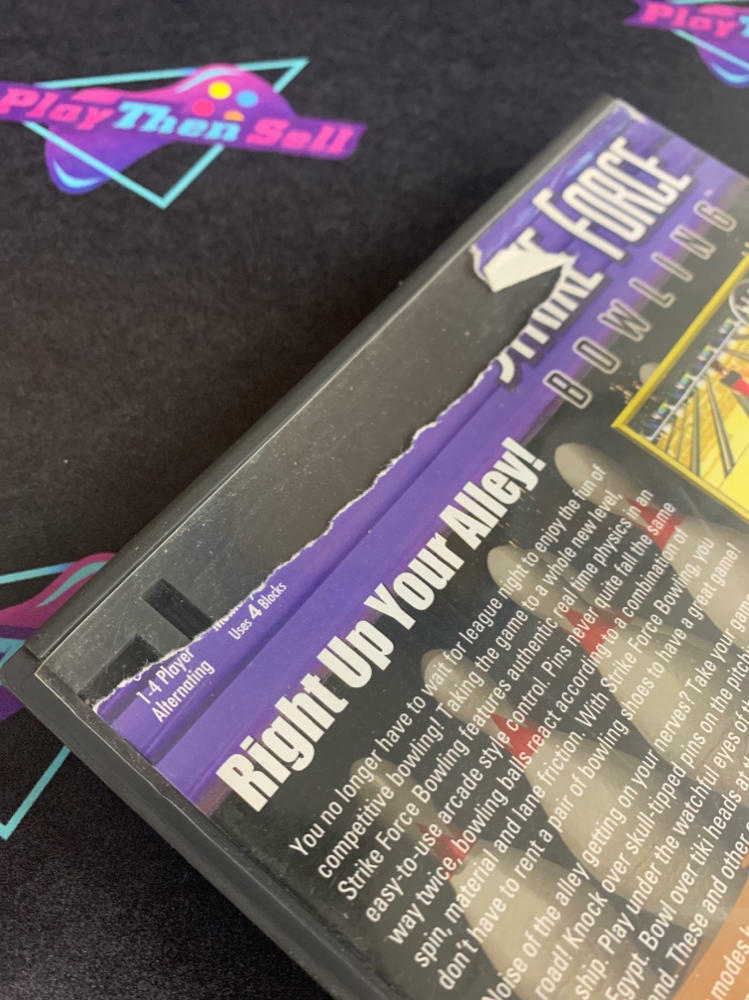 Play Then Sell
Play
STRIKE FORCE
BOWLING
Uses 4 Blocks
1-4 Player
Alternating
Right Up Your Alley!
You no longer have to wait for league night to enjoy the fun of
competitive bowling! Taking the game to a whole new level,
Strike Force Bowling features authentic real time physics in an
easy-to-use arcade style control. Pins never quite fall the same
way twice, bowling balls react according to a combination of
spin, material and lane friction. With Strike Force Bowling, you
don't have to rent a pair of bowling shoes to have a great game!
Noise of the alley getting on your nerves? Take your
road! Knock over skull-tipped pins on the
ship. Play under the watchful eyes of
Egypt. Bowl over tiki heads
These and other
modes